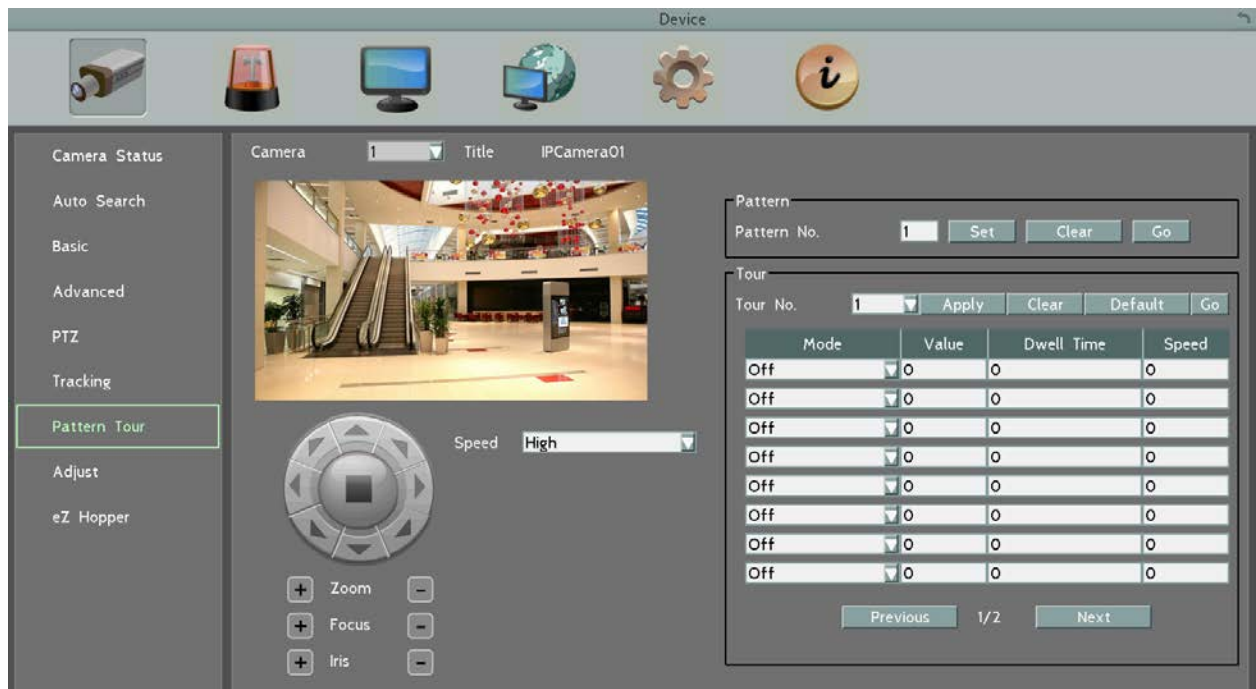 Device
Camera Status
Auto Search
Basic
Advanced
PTZ
Tracking
Pattern Tour
Adjust
eZ Hopper
Camera 1 Title IPCamera01
Speed High
+ Zoom -
+ Focus -
+ Iris -
Pattern
Pattern No. 1 Set Clear Go
Tour
Tour No. 1 Apply Clear Default Go
Mode Value Dwell Time Speed
Off 0 0 0
Off 0 0 0
Off 0 0 0
Off 0 0 0
Off 0 0 0
Off 0 0 0
Off 0 0 0
Off 0 0 0
Previous 1/2 Next